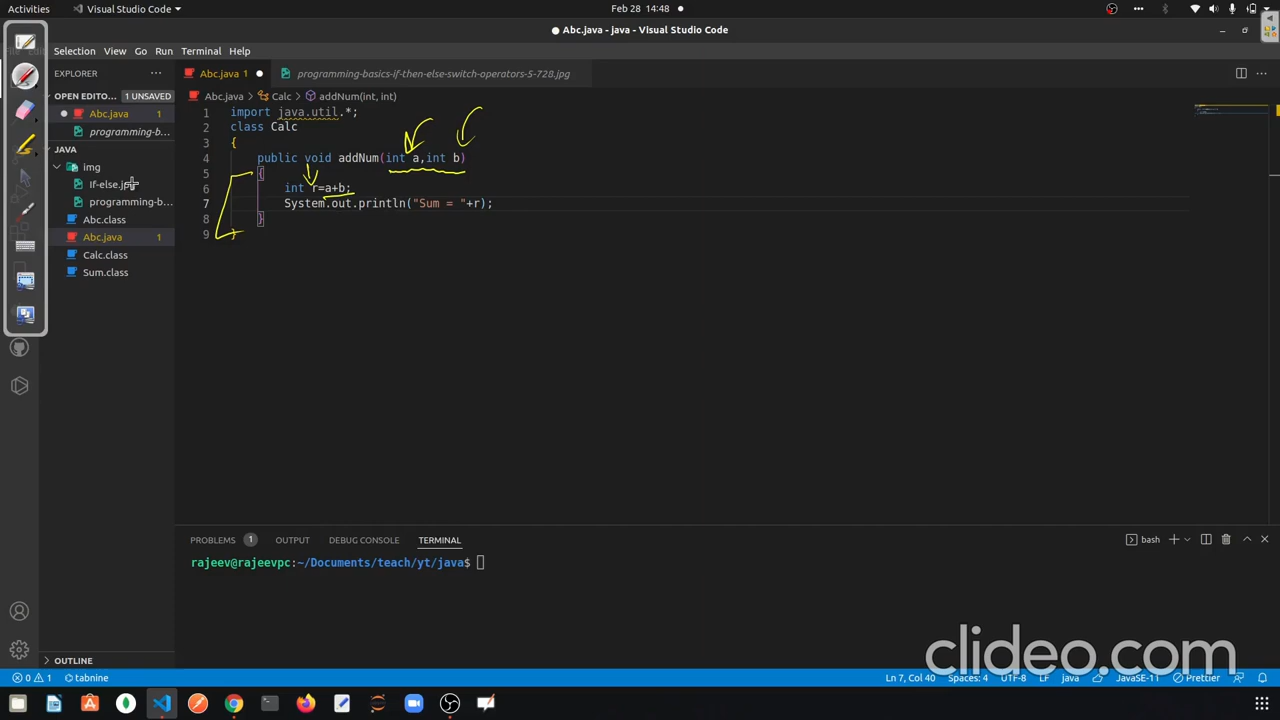 Activities Visual Studio Code Feb 28 14:48
Abc.java - java - Visual Studio Code
Selection View Go Run Terminal Help
EXPLORER
Abc.java 1 programming-basics-if-then-else-switch-operators-5-728.jpg
OPEN EDITO... 1 UNSAVED
Abc.java 1
programming-b...
JAVA
img
If-else.jpg
programming-b...
Abc.class
Abc.java 1
Calc.class
Sum.class
OUTLINE
Abc.java > Calc > addNum(int, int)
1 import java.util.*;
2 class Calc
3 {
4 public void addNum(int a,int b)
5 {
6 int r=a+b;
7 System.out.println("Sum = "+r);
8 }
9 }
PROBLEMS 1 OUTPUT DEBUG CONSOLE TERMINAL
bash
rajeev@rajeevpc:~/Documents/teach/yt/java$
clideo.com
0 1 tabnine Ln 7, Col 40 Spaces: 4 UTF-8 LF java JavaSE-11 Prettier